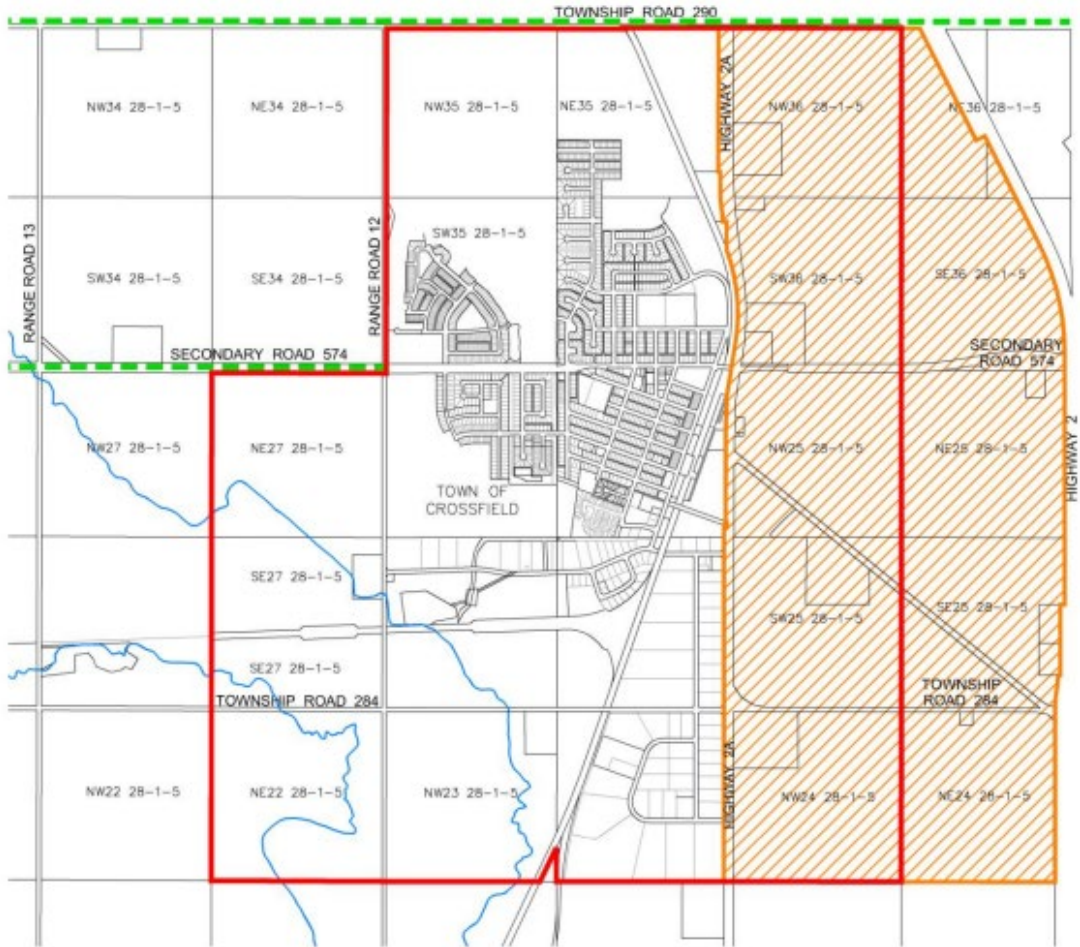 TOWNSHIP ROAD 290
NW34 28-1-5
NE34 28-1-5
NW35 28-1-5
NE35 28-1-5
HIGHWAY 2A
NW36 28-1-5
NE36 28-1-5
RANGE ROAD 13
RANGE ROAD 12
SW35 28-1-5
SW34 28-1-5
SE34 28-1-5
SW36 28-1-5
SE36 28-1-5
SECONDARY ROAD 574
SECONDARY
ROAD 574
NW27 28-1-5
NE27 28-1-5
NW25 28-1-5
NE25 28-1-5
HIGHWAY 2
TOWN OF
CROSSFIELD
SE27 28-1-5
SW25 28-1-5
SE25 28-1-5
SE27 28-1-5
TOWNSHIP ROAD 284
TOWNSHIP
ROAD 284
HIGHWAY 2A
NW22 28-1-5
NE22 28-1-5
NW23 28-1-5
NW24 28-1-5
NE24 28-1-5